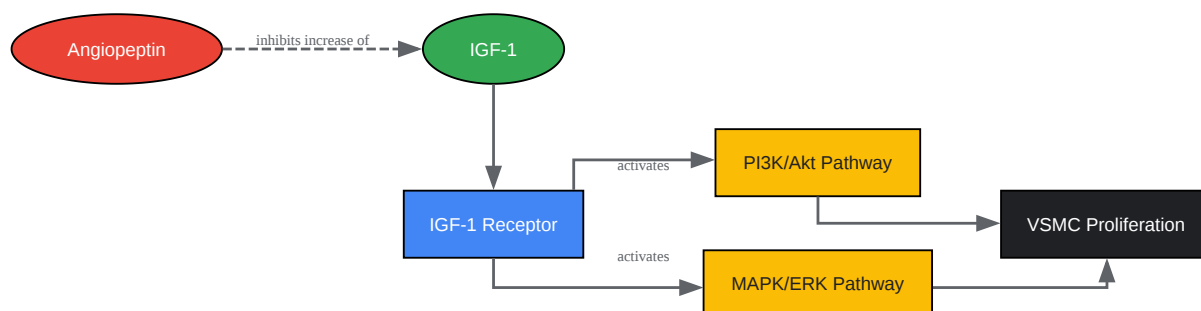 Angiopeptin
inhibits increase of
IGF-1
activates
PI3K/Akt Pathway
IGF-1 Receptor
VSMC Proliferation
activates
MAPK/ERK Pathway